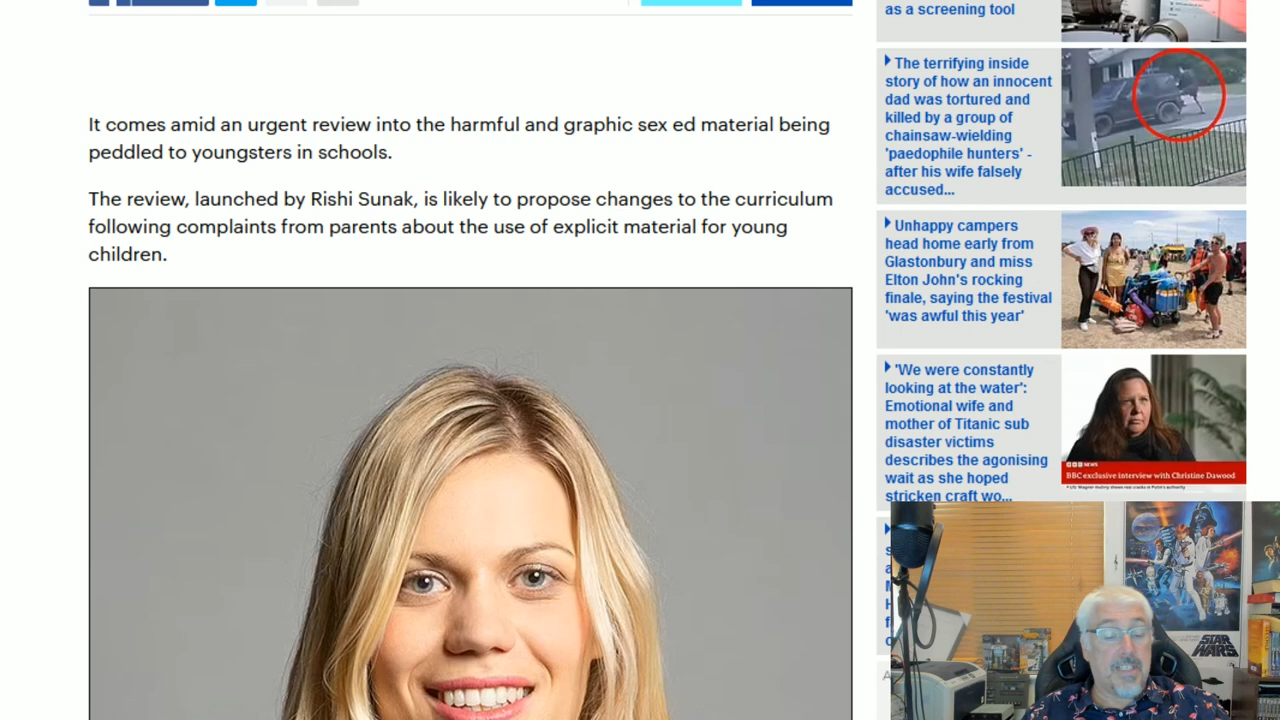 It comes amid an urgent review into the harmful and graphic sex ed material being
peddled to youngsters in schools.
The review, launched by Rishi Sunak, is likely to propose changes to the curriculum
following complaints from parents about the use of explicit material for young
children.
as a screening tool
The terrifying inside
story of how an innocent
dad was tortured and
killed by a group of
chainsaw-wielding
'paedophile hunters' -
after his wife falsely
accused...
Unhappy campers
head home early from
Glastonbury and miss
Elton John's rocking
finale, saying the festival
'was awful this year'
'We were constantly
looking at the water':
Emotional wife and
mother of Titanic sub
disaster victims
describes the agonising
wait as she hoped
stricken craft wo...
BBC NEWS
BBC exclusive interview with Christine Dawood
STAR
WARS